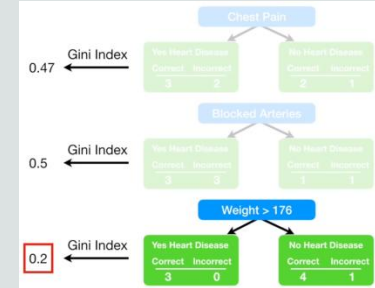 Chest Pain
Gini Index
0.47
Yes Heart Disease
Correct Incorrect
3 2
No Heart Disease
Correct Incorrect
2 1
Blocked Arteries
Gini Index
0.5
Yes Heart Disease
Correct Incorrect
3 3
No Heart Disease
Correct Incorrect
1 1
Weight > 176
Gini Index
0.2
Yes Heart Disease
Correct Incorrect
3 0
No Heart Disease
Correct Incorrect
4 1